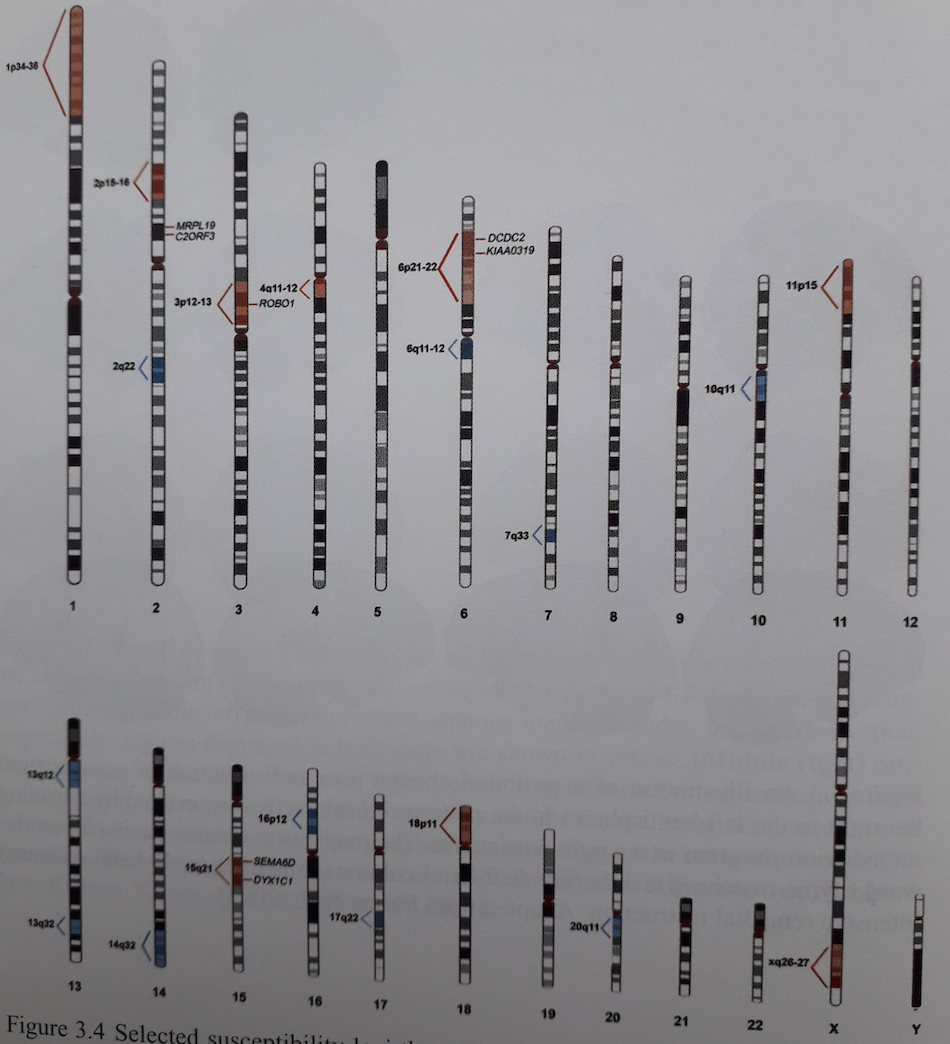 1p34-36
2p15-16
MRPL19
C2ORF3
2q22
3p12-13
ROBO1
4q11-12
6p21-22
DCDC2
KIAA0319
6q11-12
7q33
10q11
11p15
1
2
3
4
5
6
7
8
9
10
11
12
13q12
13q32
14q32
15q21
SEMA6D
DYX1C1
16p12
17q22
18p11
20q11
xq26-27
13
14
15
16
17
18
19
20
21
22
X
Y
Figure 3.4 Selected susceptibility